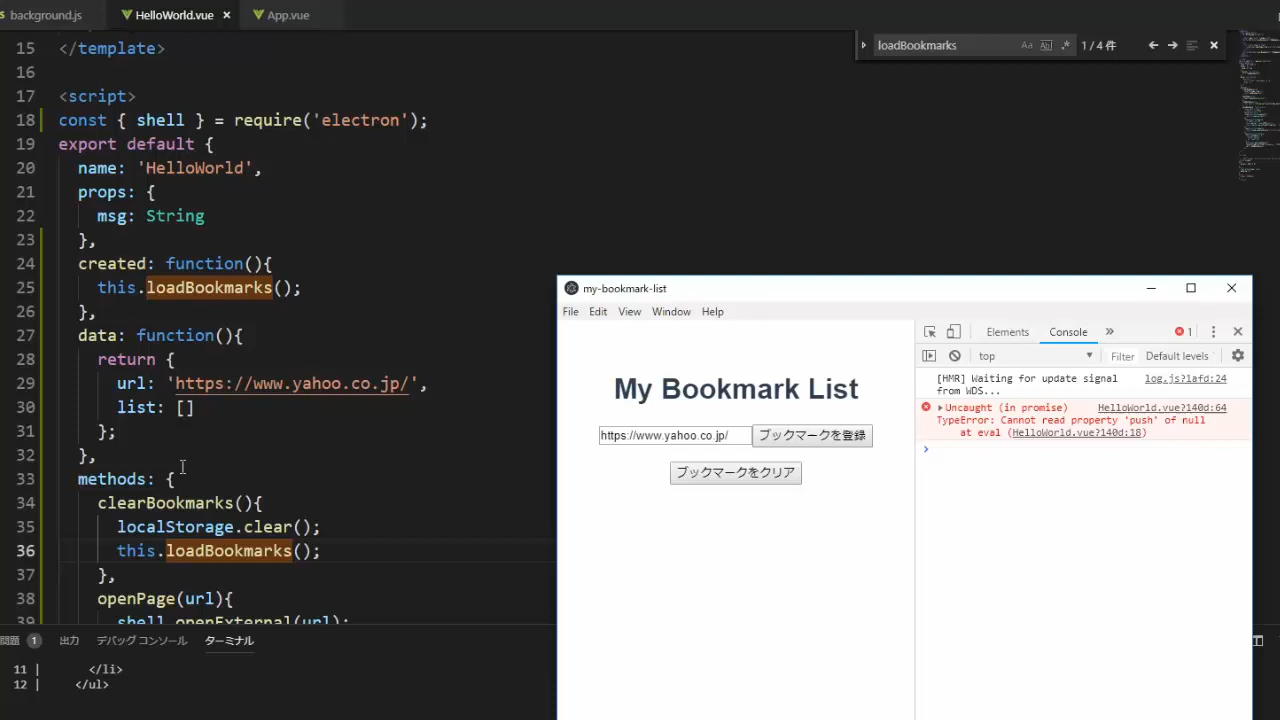 background.js
HelloWorld.vue
App.vue
loadBookmarks
Aa
Abl
.*
1/4 件
15 </template>
16
17 <script>
18 const { shell } = require('electron');
19 export default {
20 name: 'HelloWorld',
21 props: {
22 msg: String
23 },
24 created: function(){
25 this.loadBookmarks();
26 },
27 data: function(){
28 return {
29 url: 'https://www.yahoo.co.jp/',
30 list: []
31 };
32 },
33 methods: {
34 clearBookmarks(){
35 localStorage.clear();
36 this.loadBookmarks();
37 },
38 openPage(url){
39 shell.openExternal(url);
問題 1 出力 デバッグ コンソール ターミナル
11 | </li>
12 | </ul>
my-bookmark-list
File Edit View Window Help
My Bookmark List
https://www.yahoo.co.jp/ ブックマークを登録
ブックマークをクリア
Elements Console 1
top Filter Default levels
[HMR] Waiting for update signal log.js?1afd:24
from WDS...
Uncaught (in promise) HelloWorld.vue?140d:64
TypeError: Cannot read property 'push' of null
at eval (HelloWorld.vue?140d:18)